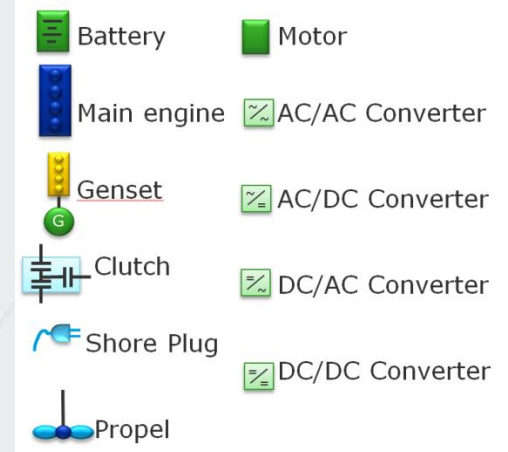 Battery
Motor
Main engine
AC/AC Converter
Genset
G
AC/DC Converter
Clutch
DC/AC Converter
Shore Plug
DC/DC Converter
Propel